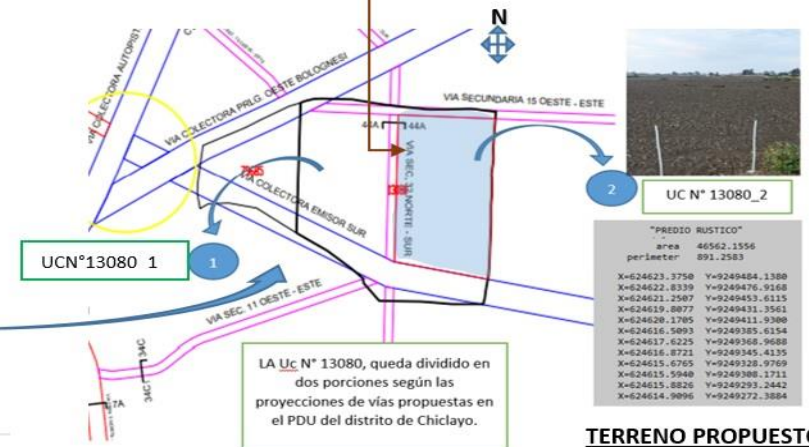 N
VIA COLECTORA AUTOPIST
VIA COLECTORA PRLG. OESTE BOLOGNESI
VIA SECUNDARIA 15 OESTE - ESTE
44A 44A
VIA SEC. 33 NORTE - SUR
VIA COLECTORA EMISOR SUR
2
UC N° 13080_2
UCN°13080_1
1
VIA SEC. 11 OESTE - ESTE
34C 34C
7A
LA Uc N° 13080, queda dividido en
dos porciones según las
proyecciones de vías propuestas en
el PDU del distrito de Chiclayo.
"PREDIO RUSTICO"
area 46562.1556
perimeter 891.2583
X=624623.3750 Y=9249484.1380
X=624622.8339 Y=9249476.9168
X=624621.2507 Y=9249453.6115
X=624619.8077 Y=9249431.3561
X=624620.1705 Y=9249411.9300
X=624616.5093 Y=9249385.6154
X=624617.6225 Y=9249368.9688
X=624616.8721 Y=9249345.4135
X=624615.6765 Y=9249328.9769
X=624615.5940 Y=9249308.1711
X=624615.8826 Y=9249293.2442
X=624614.9096 Y=9249272.3884
TERRENO PROPUESTO